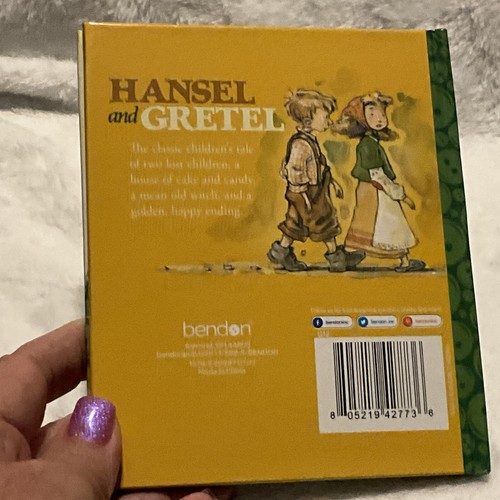 HANSEL
and GRETEL
The classic children's tale
of two lost children, a
house of cake and candy,
a mean old witch, and a
golden, happy ending
bendon
8 05219 42773 6